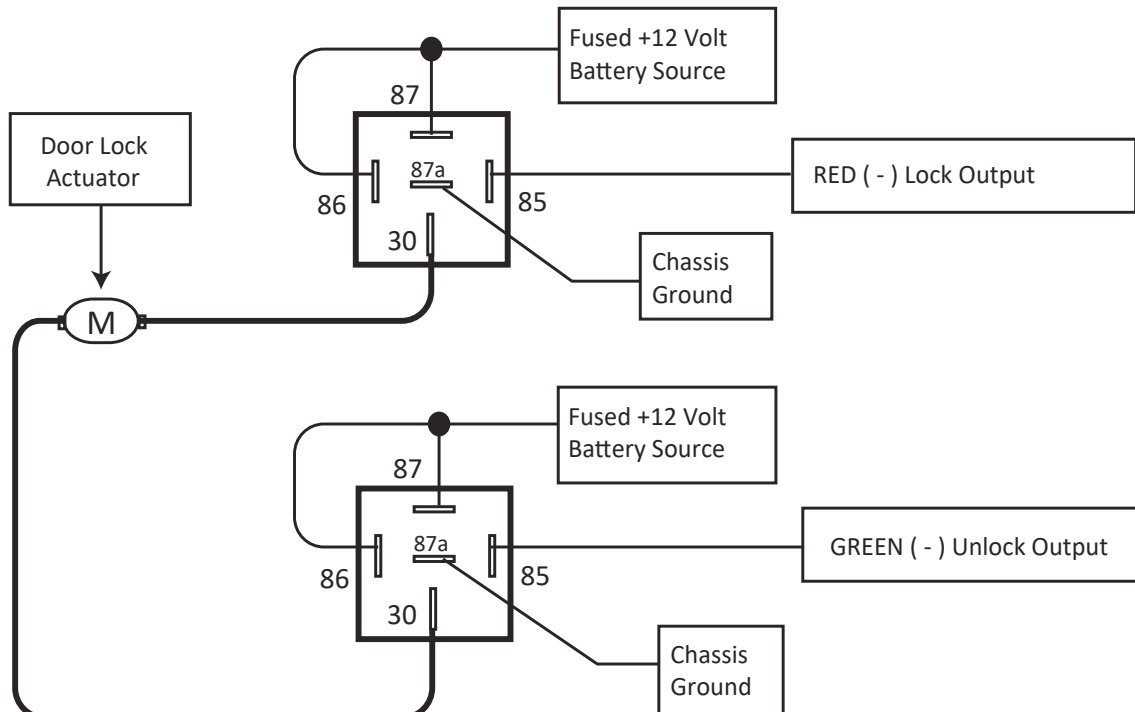 Fused +12 Volt
Battery Source
87
Door Lock
Actuator
87a
RED ( - ) Lock Output
86
85
30
Chassis
Ground
M
Fused +12 Volt
Battery Source
87
87a
GREEN ( - ) Unlock Output
86
85
30
Chassis
Ground